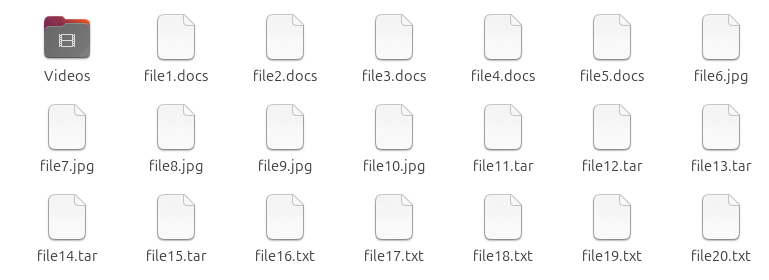 Videos file1.docs file2.docs file3.docs file4.docs file5.docs file6.jpg
file7.jpg file8.jpg file9.jpg file10.jpg file11.tar file12.tar file13.tar
file14.tar file15.tar file16.txt file17.txt file18.txt file19.txt file20.txt